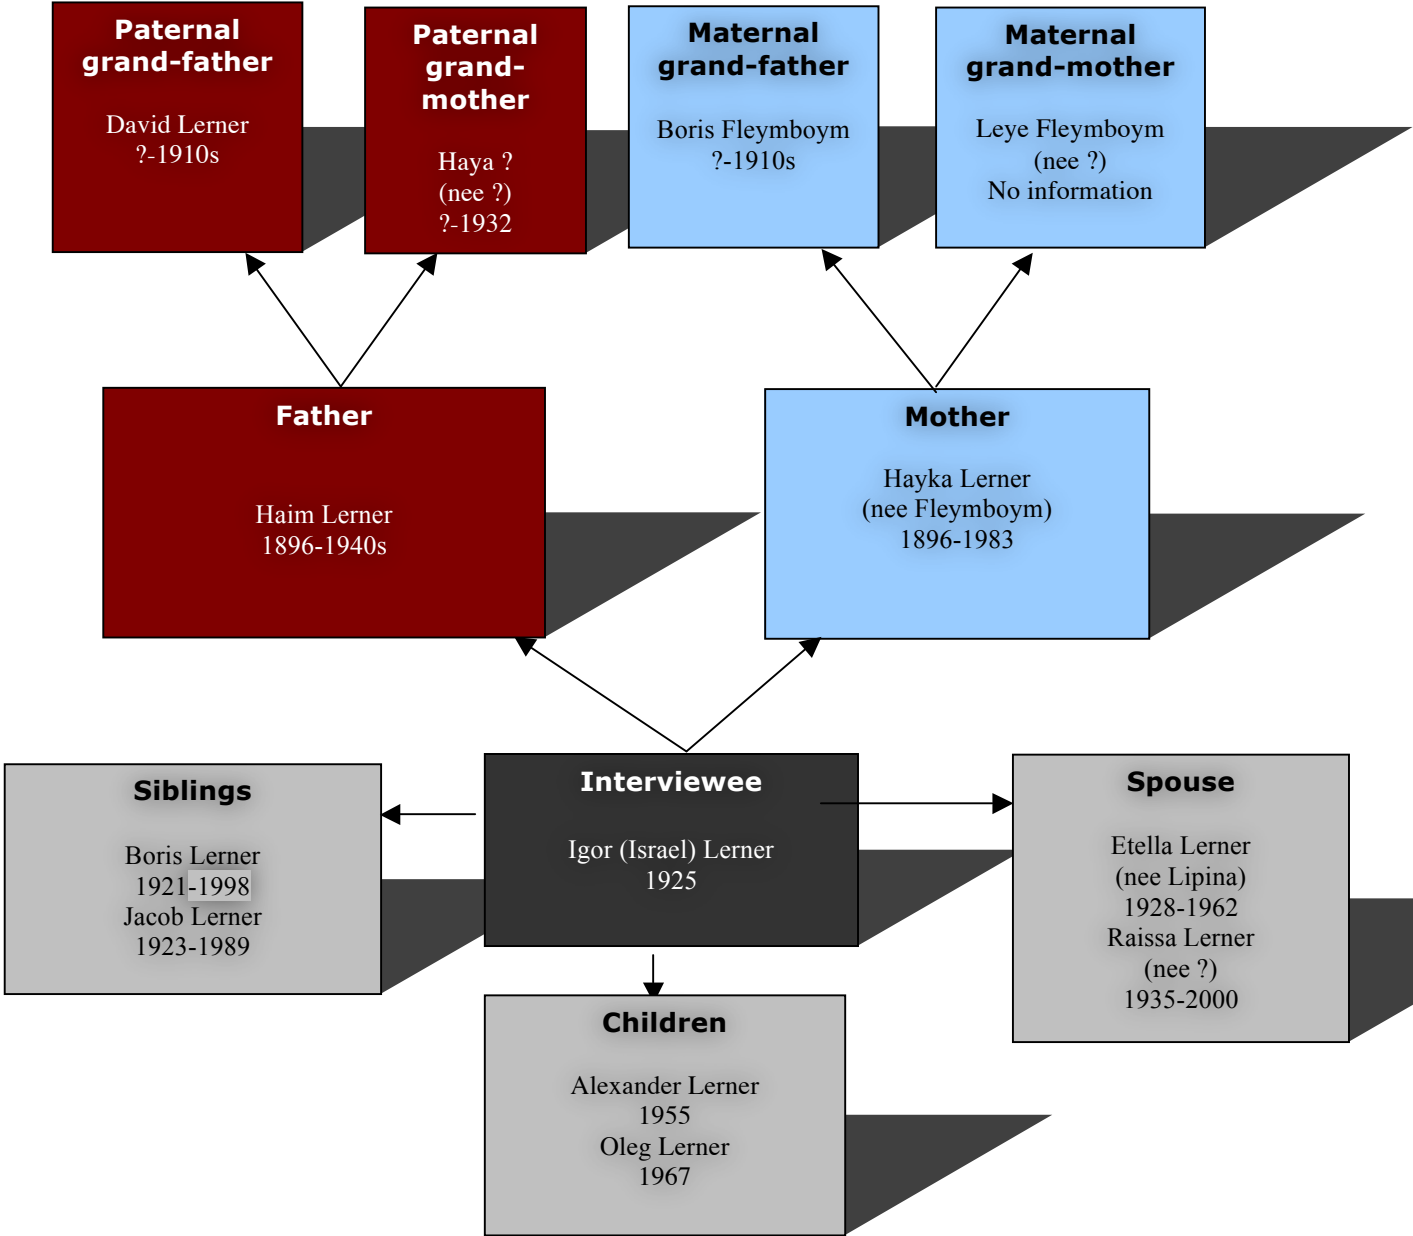 Paternal
grand-father
David Lerner
?-1910s
Paternal
grand-
mother
Haya ?
(nee ?)
?-1932
Maternal
grand-father
Boris Fleymboym
?-1910s
Maternal
grand-mother
Leye Fleymboym
(nee ?)
No information
Father
Haim Lerner
1896-1940s
Mother
Hayka Lerner
(nee Fleymboym)
1896-1983
Siblings
Boris Lerner
1921-1998
Jacob Lerner
1923-1989
Interviewee
Igor (Israel) Lerner
1925
Spouse
Etella Lerner
(nee Lipina)
1928-1962
Raissa Lerner
(nee ?)
1935-2000
Children
Alexander Lerner
1955
Oleg Lerner
1967